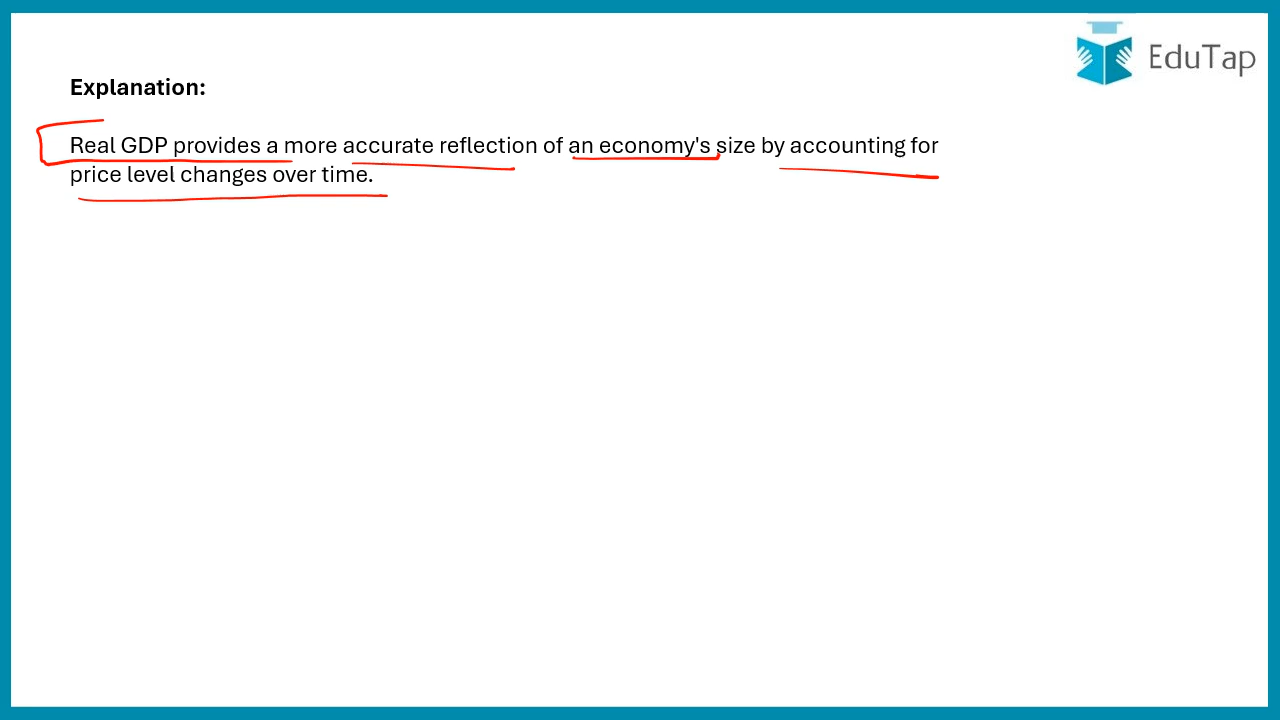 EduTap
Explanation:
Real GDP provides a more accurate reflection of an economy's size by accounting for
price level changes over time.